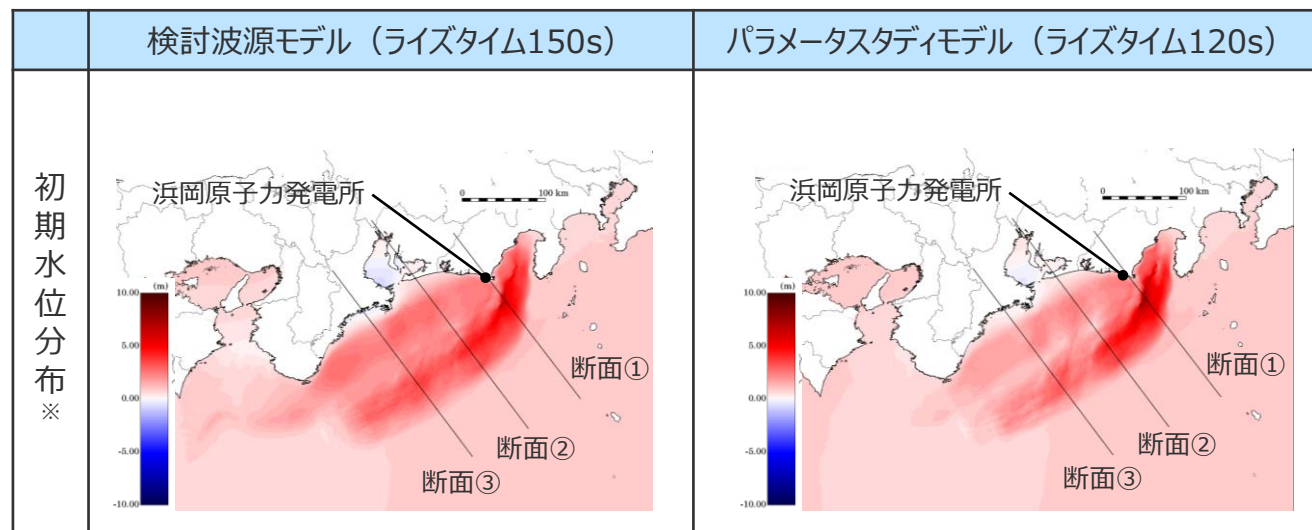 検討波源モデル（ライズタイム150s）
パラメータスタディモデル（ライズタイム120s）
初期水位分布※
浜岡原子力発電所
0 100 km
(m)
10.00
5.00
0.00
-5.00
-10.00
断面①
断面②
断面③
浜岡原子力発電所
0 100 km
(m)
10.00
5.00
0.00
-5.00
-10.00
断面①
断面②
断面③